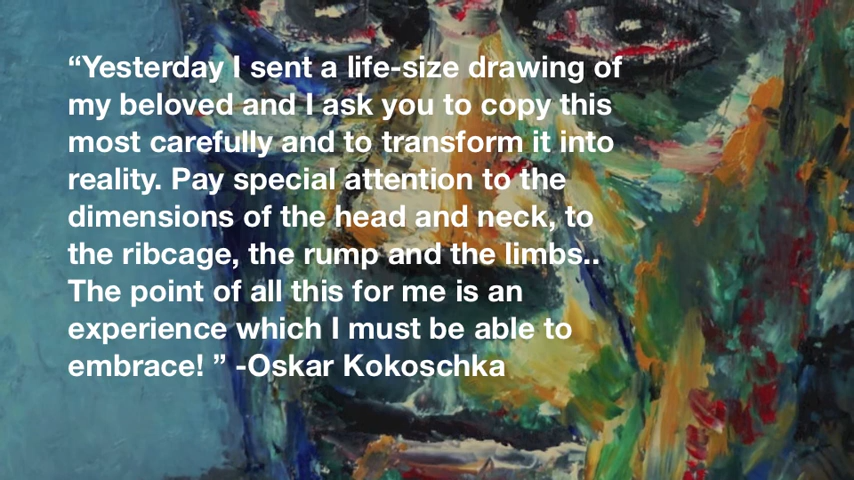 “Yesterday I sent a life-size drawing of
my beloved and I ask you to copy this
most carefully and to transform it into
reality. Pay special attention to the
dimensions of the head and neck, to
the ribcage, the rump and the limbs..
The point of all this for me is an
experience which I must be able to
embrace! ” -Oskar Kokoschka